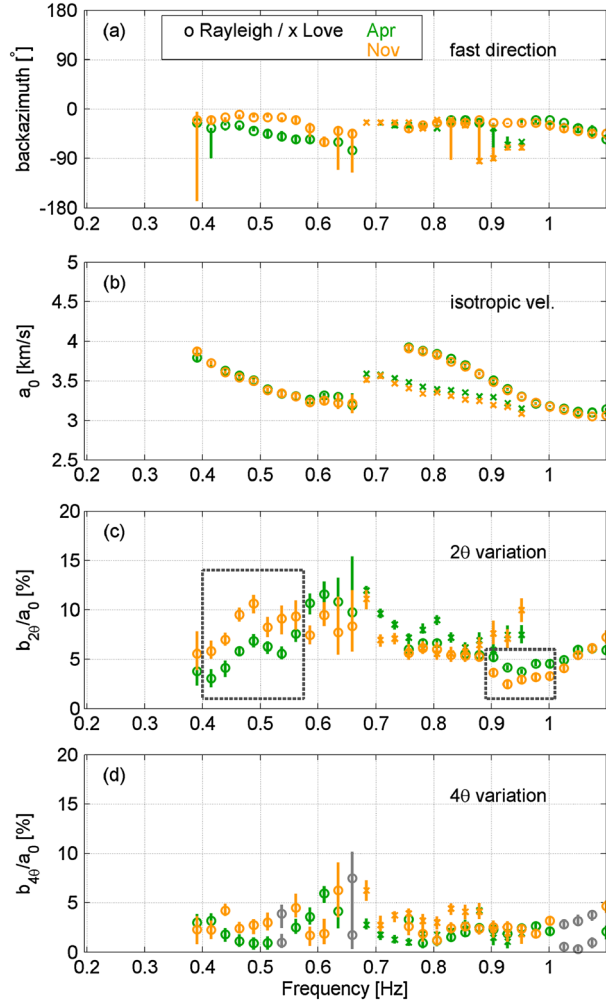 180
(a)
o Rayleigh / x Love
Apr
Nov
fast direction
90
0
-90
-180
backazimuth [°]
0.2 0.3 0.4 0.5 0.6 0.7 0.8 0.9 1
5
(b)
isotropic vel.
4.5
4
3.5
3
2.5
a0 [km/s]
0.2 0.3 0.4 0.5 0.6 0.7 0.8 0.9 1
20
(c)
2θ variation
15
10
5
0
b2θ/a0 [%]
0.2 0.3 0.4 0.5 0.6 0.7 0.8 0.9 1
20
(d)
4θ variation
15
10
5
0
b4θ/a0 [%]
0.2 0.3 0.4 0.5 0.6 0.7 0.8 0.9 1
Frequency [Hz]